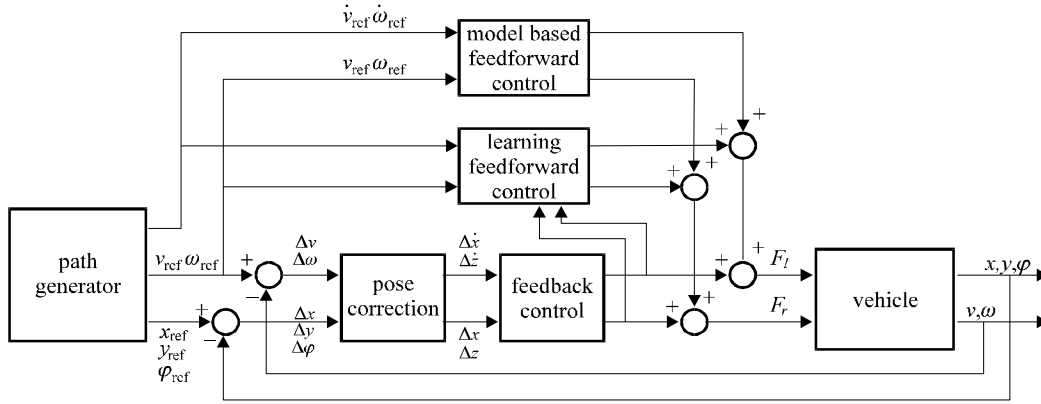 v̇ref ω̇ref
model based
feedforward
control
vref ωref
+
+
+
+
+
learning
feedforward
control
path
generator
vref ωref
+
−
Δv
Δω
pose
correction
Δẋ
Δż
feedback
control
+
+
Fl
vehicle
x,y,φ
+
−
xref
yref
φref
Δx
Δy
Δφ
Δx
Δz
+
+
Fr
v,ω